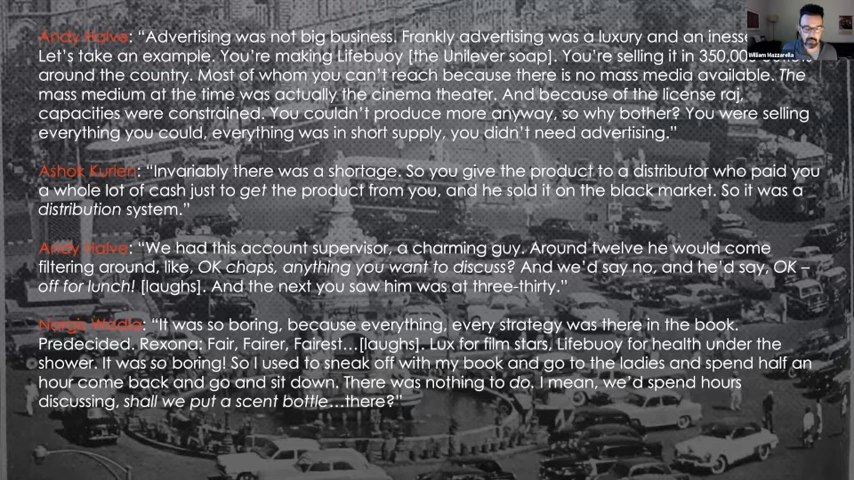 Andy Halve: “Advertising was not big business. Frankly advertising was a luxury and an
William Mazzarella
Let’s take an example. You’re making Lifebuoy [the Unilever soap]. You’re selling it in
around the country. Most of whom you can’t reach because there is no mass media available. The
mass medium at the time was actually the cinema theater. And because of the license raj,
capacities were constrained. You couldn’t produce more anyway, so why bother? You were selling
everything you could, everything was in short supply, you didn’t need advertising.”
Ashok Kurien: “Invariably there was a shortage. So you give the product to a distributor who paid you
a whole lot of cash just to get the product from you, and he sold it on the black market. So it was a
distribution system.”
Andy Halve: “We had this account supervisor, a charming guy. Around twelve he would come
filtering around, like, OK chaps, anything you want to discuss? And we’d say no, and he’d say, OK –
off for lunch! [laughs]. And the next you saw him was at three-thirty.”
Nargis Wadia: “It was so boring, because everything, every strategy was there in the book.
Predecided. Rexona: Fair, Fairer, Fairest…[laughs]. Lux for film stars, Lifebuoy for health under the
shower. It was so boring! So I used to sneak off with my book and go to the ladies and spend half an
hour come back and go and sit down. There was nothing to do. I mean, we’d spend hours
discussing, shall we put a scent bottle…there?”